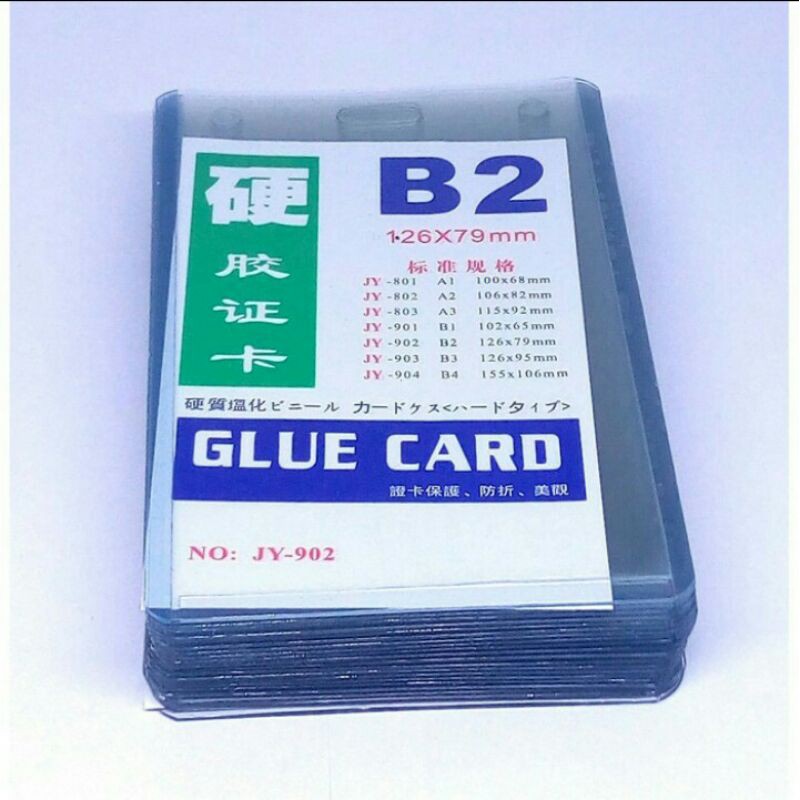 硬
胶
证
卡
B2
126X79mm
标准规格
JY-801 A1 100x68mm
JY-802 A2 106x82mm
JY-803 A3 115x92mm
JY-901 B1 102x65mm
JY-902 B2 126x79mm
JY-903 B3 126x95mm
JY-904 B4 155x106mm
硬質塩化ビニール カードケス<ハードタイプ>
GLUE CARD
證卡保護、防折、美觀
NO: JY-902